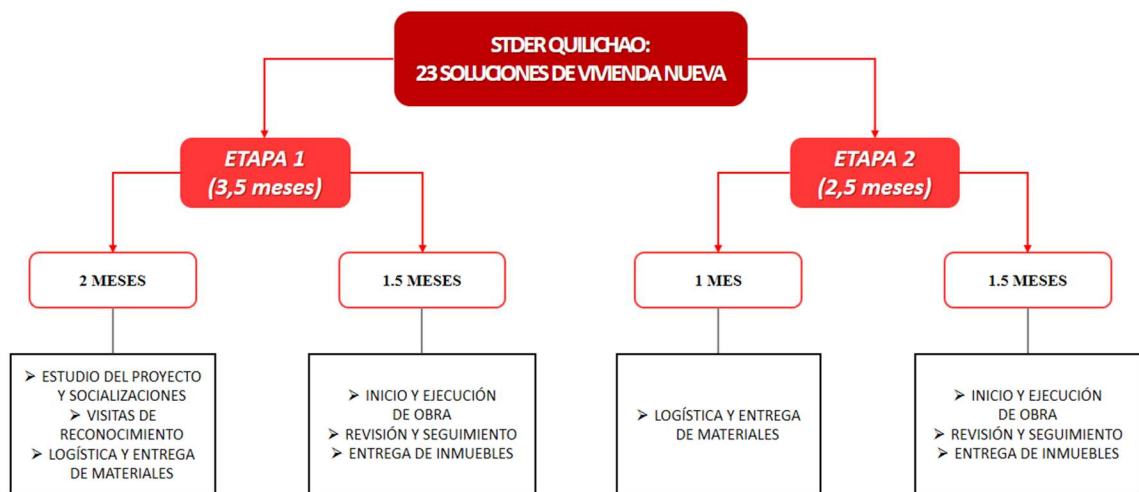 STDER QUILICHAO:
23 SOLUCIONES DE VIVIENDA NUEVA
ETAPA 1
(3,5 meses)
ETAPA 2
(2,5 meses)
2 MESES
1.5 MESES
1 MES
1.5 MESES
➢ ESTUDIO DEL PROYECTO
Y SOCIALIZACIONES
➢ VISITAS DE
RECONOCIMIENTO
➢ LOGÍSTICA Y ENTREGA
DE MATERIALES
➢ INICIO Y EJECUCIÓN
DE OBRA
➢ REVISIÓN Y SEGUIMIENTO
➢ ENTREGA DE INMUEBLES
➢ LOGÍSTICA Y ENTREGA
DE MATERIALES
➢ INICIO Y EJECUCIÓN
DE OBRA
➢ REVISIÓN Y SEGUIMIENTO
➢ ENTREGA DE INMUEBLES